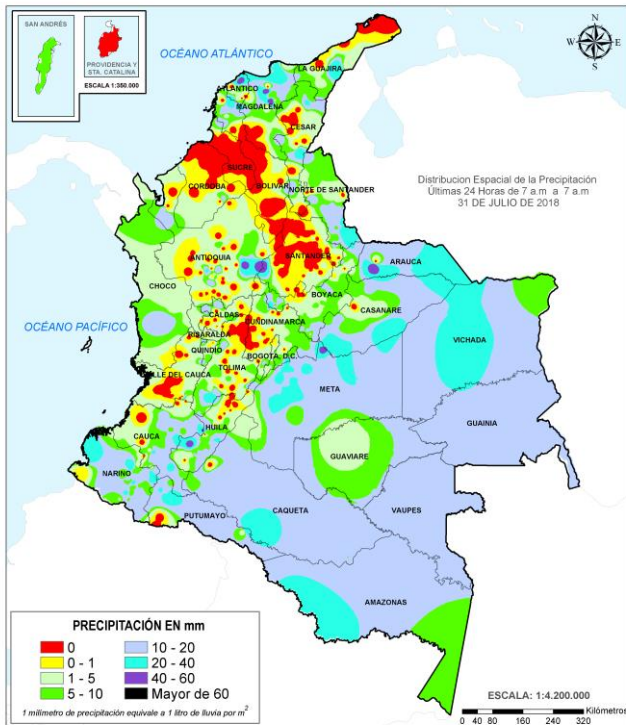 SAN ANDRÉS
PROVIDENCIA Y
STA. CATALINA
ESCALA 1:350.000
OCÉANO ATLÁNTICO
N
W E
S
LA GUAJIRA
ATLANTICO
MAGDALENA
CESAR
SUCRE
CORDOBA
BOLIVAR
NORTE DE SANTANDER
Distribucion Espacial de la Precipitación
Últimas 24 Horas de 7 a.m a 7 a.m
31 DE JULIO DE 2018
ANTIOQUIA
SANTANDER
ARAUCA
CHOCO
BOYACA
CASANARE
OCÉANO PACÍFICO
CALDAS
CUNDINAMARCA
RISARALDA
VICHADA
QUINDIO
BOGOTA, D.C.
VALLE DEL CAUCA
TOLIMA
META
GUAINIA
CAUCA
HUILA
GUAVIARE
NARIÑO
PUTUMAYO
CAQUETA
VAUPES
AMAZONAS
PRECIPITACIÓN EN mm
0
10 - 20
0 - 1
20 - 40
1 - 5
40 - 60
5 - 10
Mayor de 60
1 milimetro de precipitación equivale a 1 litro de lluvia por m²
ESCALA: 1:4.200.000
Kilómetros
0 40 80 160 240 320